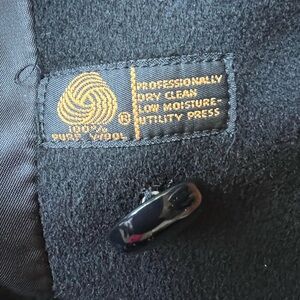 100%
PURE WOOL
®
PROFESSIONALLY
DRY CLEAN
LOW MOISTURE-
UTILITY PRESS